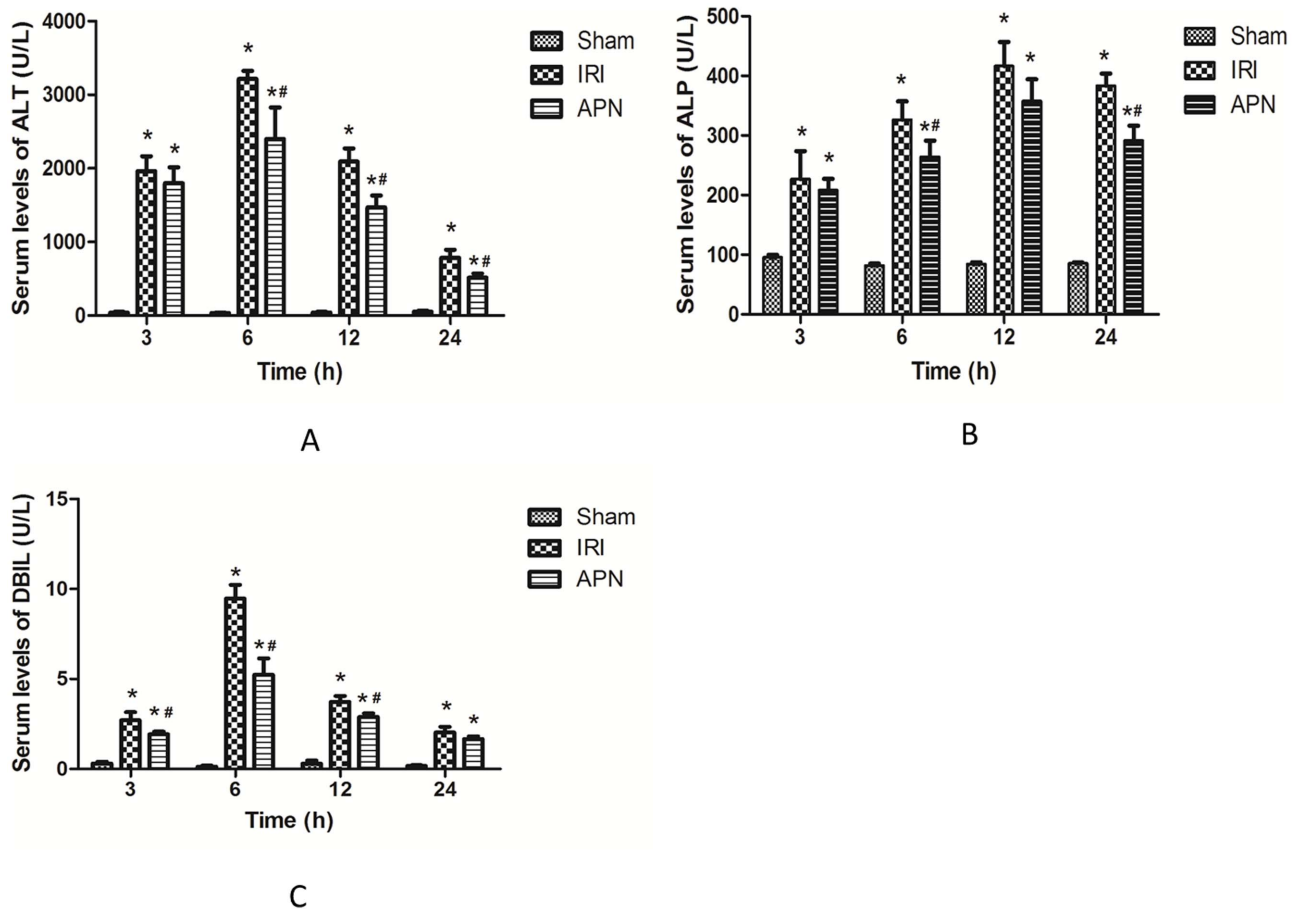 Serum levels of ALT (U/L)
4000
3000
2000
1000
0
*
*
*
*#
*
*#
*
*#
3
6
12
24
Time (h)
Sham
IRI
APN
A
Serum levels of ALP (U/L)
500
400
300
200
100
0
*
*
*
*#
*
*
*
*#
3
6
12
24
Time (h)
Sham
IRI
APN
B
Serum levels of DBIL (U/L)
15
10
5
0
*
*#
*
*#
*
*#
*
*
3
6
12
24
Time (h)
Sham
IRI
APN
C